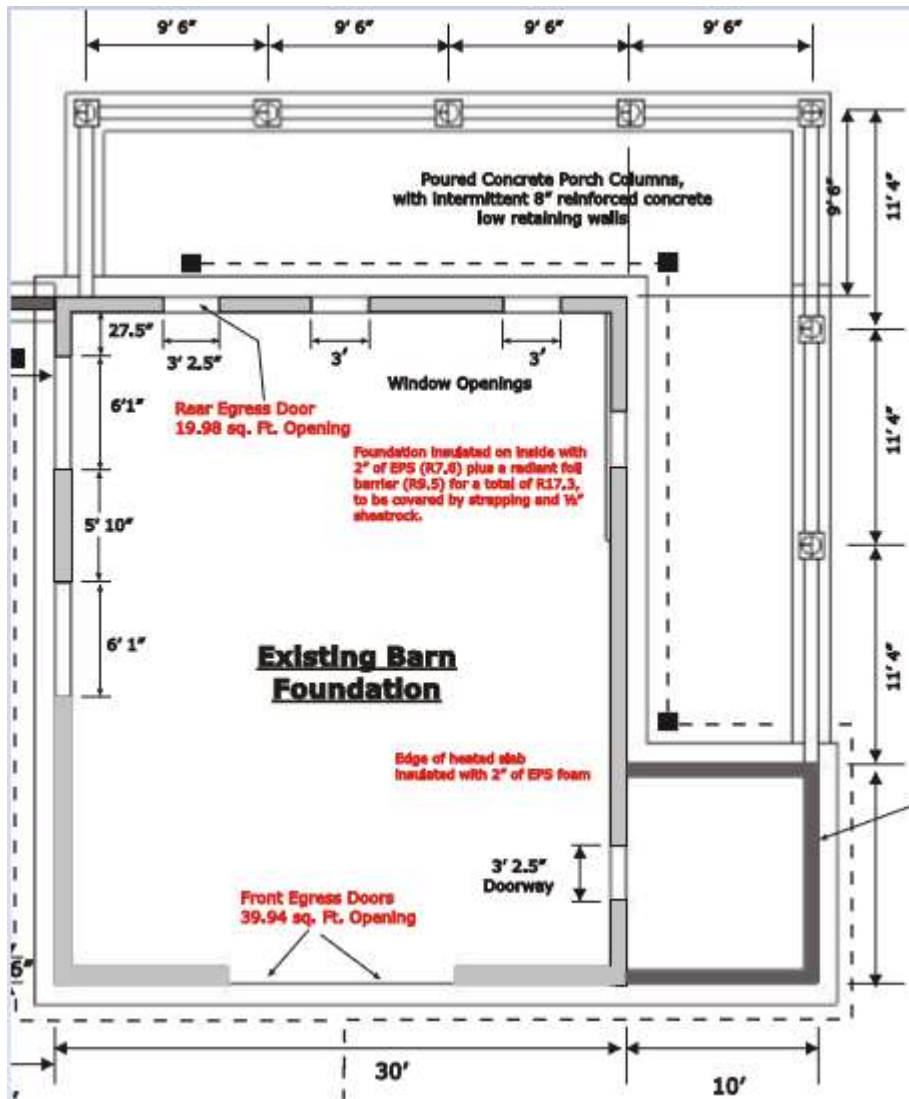 9' 6"
9' 6"
9' 6"
9' 6"
Poured Concrete Porch Columns,
with intermittent 8" reinforced concrete
low retaining walls
9' 6"
11' 4"
27.5"
3' 2.5"
3'
3'
Window Openings
6'1"
Rear Egress Door
19.98 sq. Ft. Opening
Foundation insulated on inside with
2" of EPS (R7.8) plus a radiant foil
barrier (R9.5) for a total of R17.3,
to be covered by strapping and ½"
sheetrock.
11' 4"
5' 10"
6' 1"
Existing Barn
Foundation
11' 4"
Edge of heated slab
insulated with 2" of EPS foam
3' 2.5"
Doorway
Front Egress Doors
39.94 sq. Ft. Opening
30'
10'